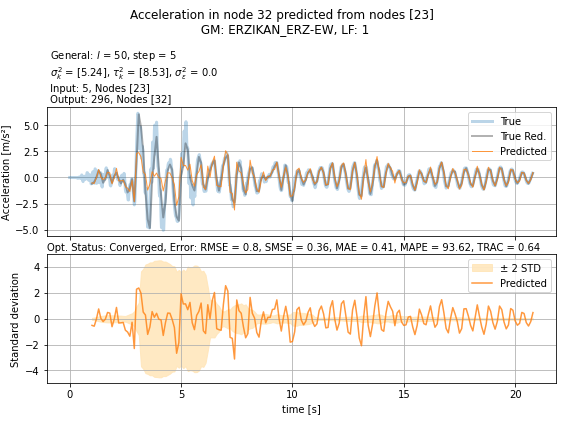 Acceleration in node 32 predicted from nodes [23]
GM: ERZIKAN_ERZ-EW, LF: 1
General: l = 50, step = 5
σ²_k = [5.24], τ²_k = [8.53], σ²_ε = 0.0
Input: 5, Nodes [23]
Output: 296, Nodes [32]
True
True Red.
Predicted
Acceleration [m/s²]
5.0
2.5
0.0
−2.5
−5.0
Opt. Status: Converged, Error: RMSE = 0.8, SMSE = 0.36, MAE = 0.41, MAPE = 93.62, TRAC = 0.64
± 2 STD
Predicted
Standard deviation
4
2
0
−2
−4
0 5 10 15 20
time [s]